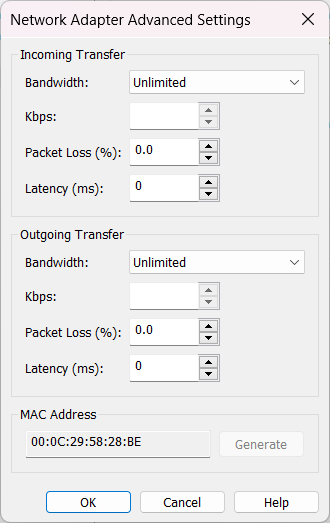 Network Adapter Advanced Settings
Incoming Transfer
Bandwidth: Unlimited
Kbps:
Packet Loss (%): 0.0
Latency (ms): 0
Outgoing Transfer
Bandwidth: Unlimited
Kbps:
Packet Loss (%): 0.0
Latency (ms): 0
MAC Address
00:0C:29:58:28:BE Generate
OK Cancel Help